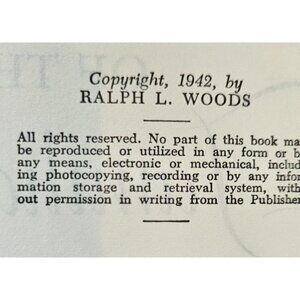 Copyright, 1942, by
RALPH L. WOODS
All rights reserved. No part of this book ma
be reproduced or utilized in any form or b
any means, electronic or mechanical, includ
ing photocopying, recording or by any infor
mation storage and retrieval system, with
out permission in writing from the Publisher